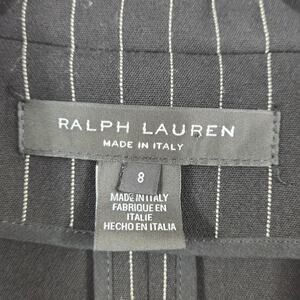 RALPH LAUREN
MADE IN ITALY
8
MADE IN ITALY
FABRIQUE EN
ITALIE
HECHO EN ITALIA